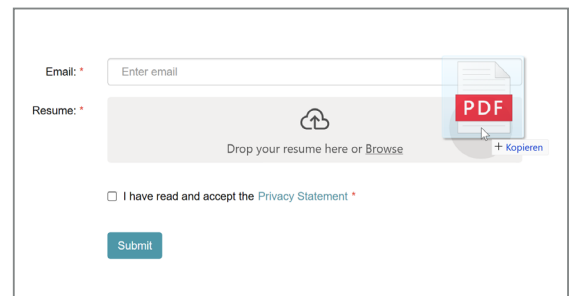 Email: *
Enter email
PDF
Resume: *
Drop your resume here or Browse
+ Kopieren
I have read and accept the Privacy Statement *
Submit